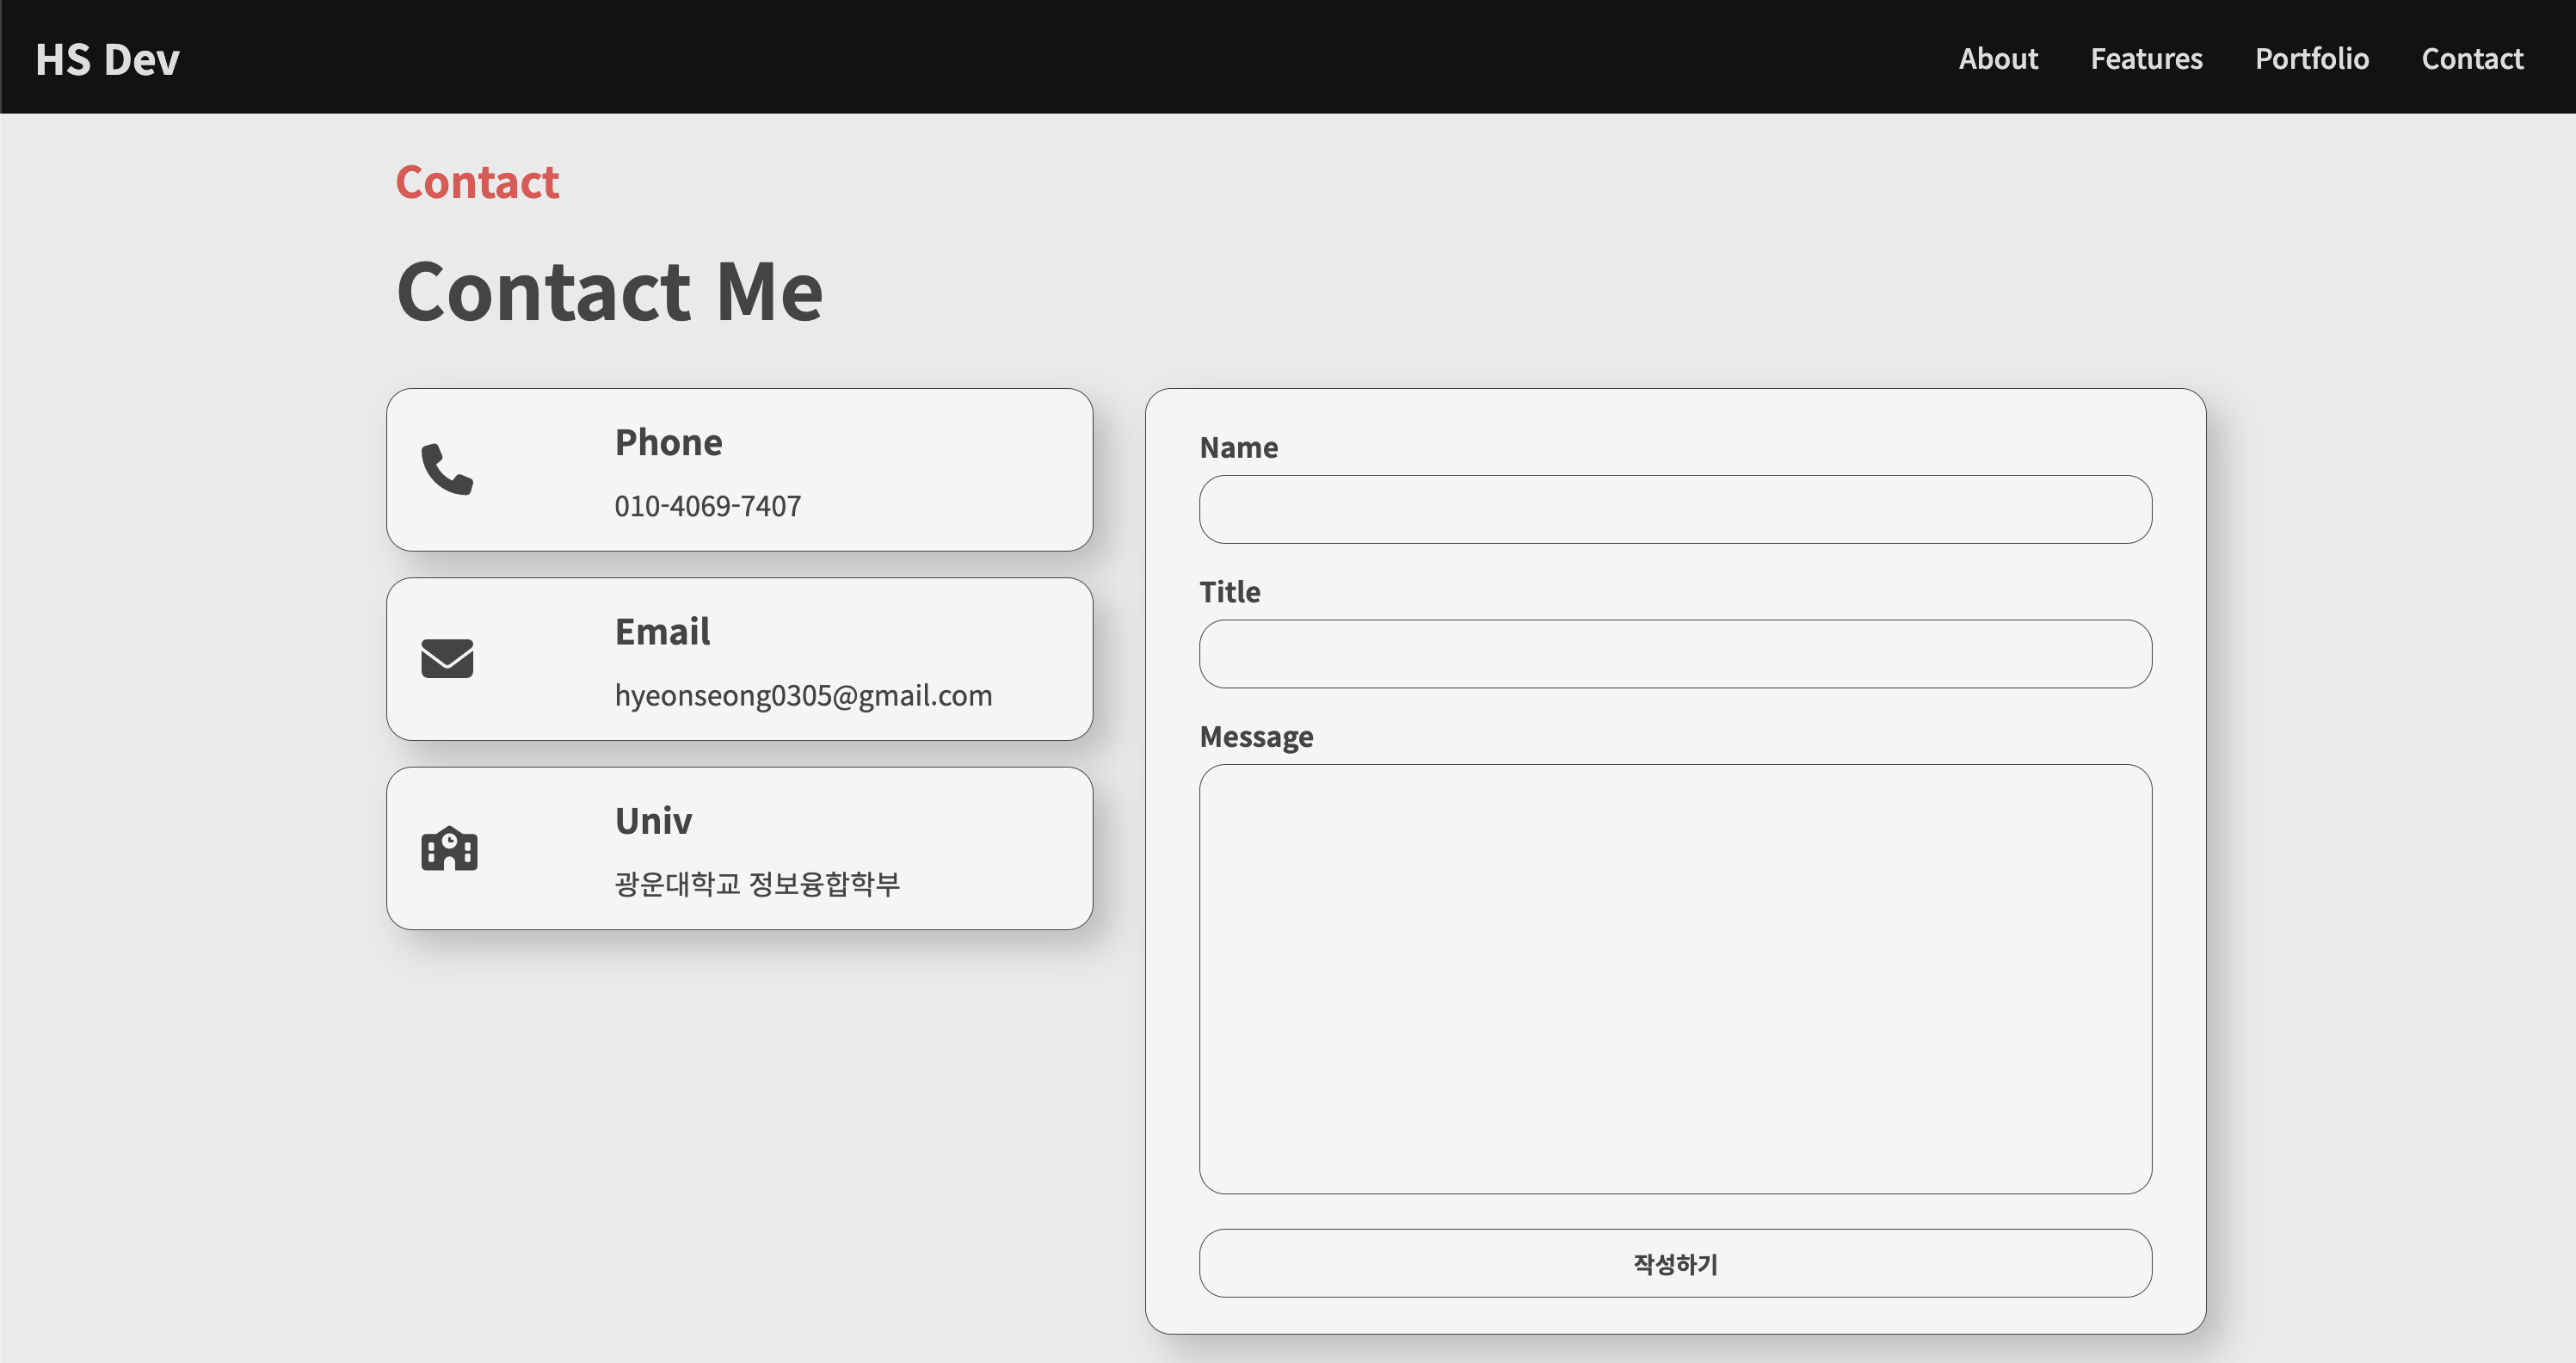 HS Dev
About Features Portfolio Contact
Contact
Contact Me
Phone
010-4069-7407
Email
hyeonseong0305@gmail.com
Univ
광운대학교 정보융합학부
Name
Title
Message
작성하기